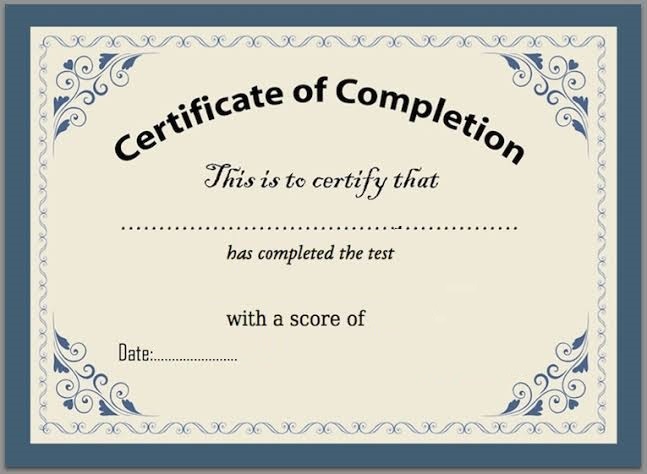 Certificate of Completion
This is to certify that
....................................................
has completed the test
with a score of
Date:.......................